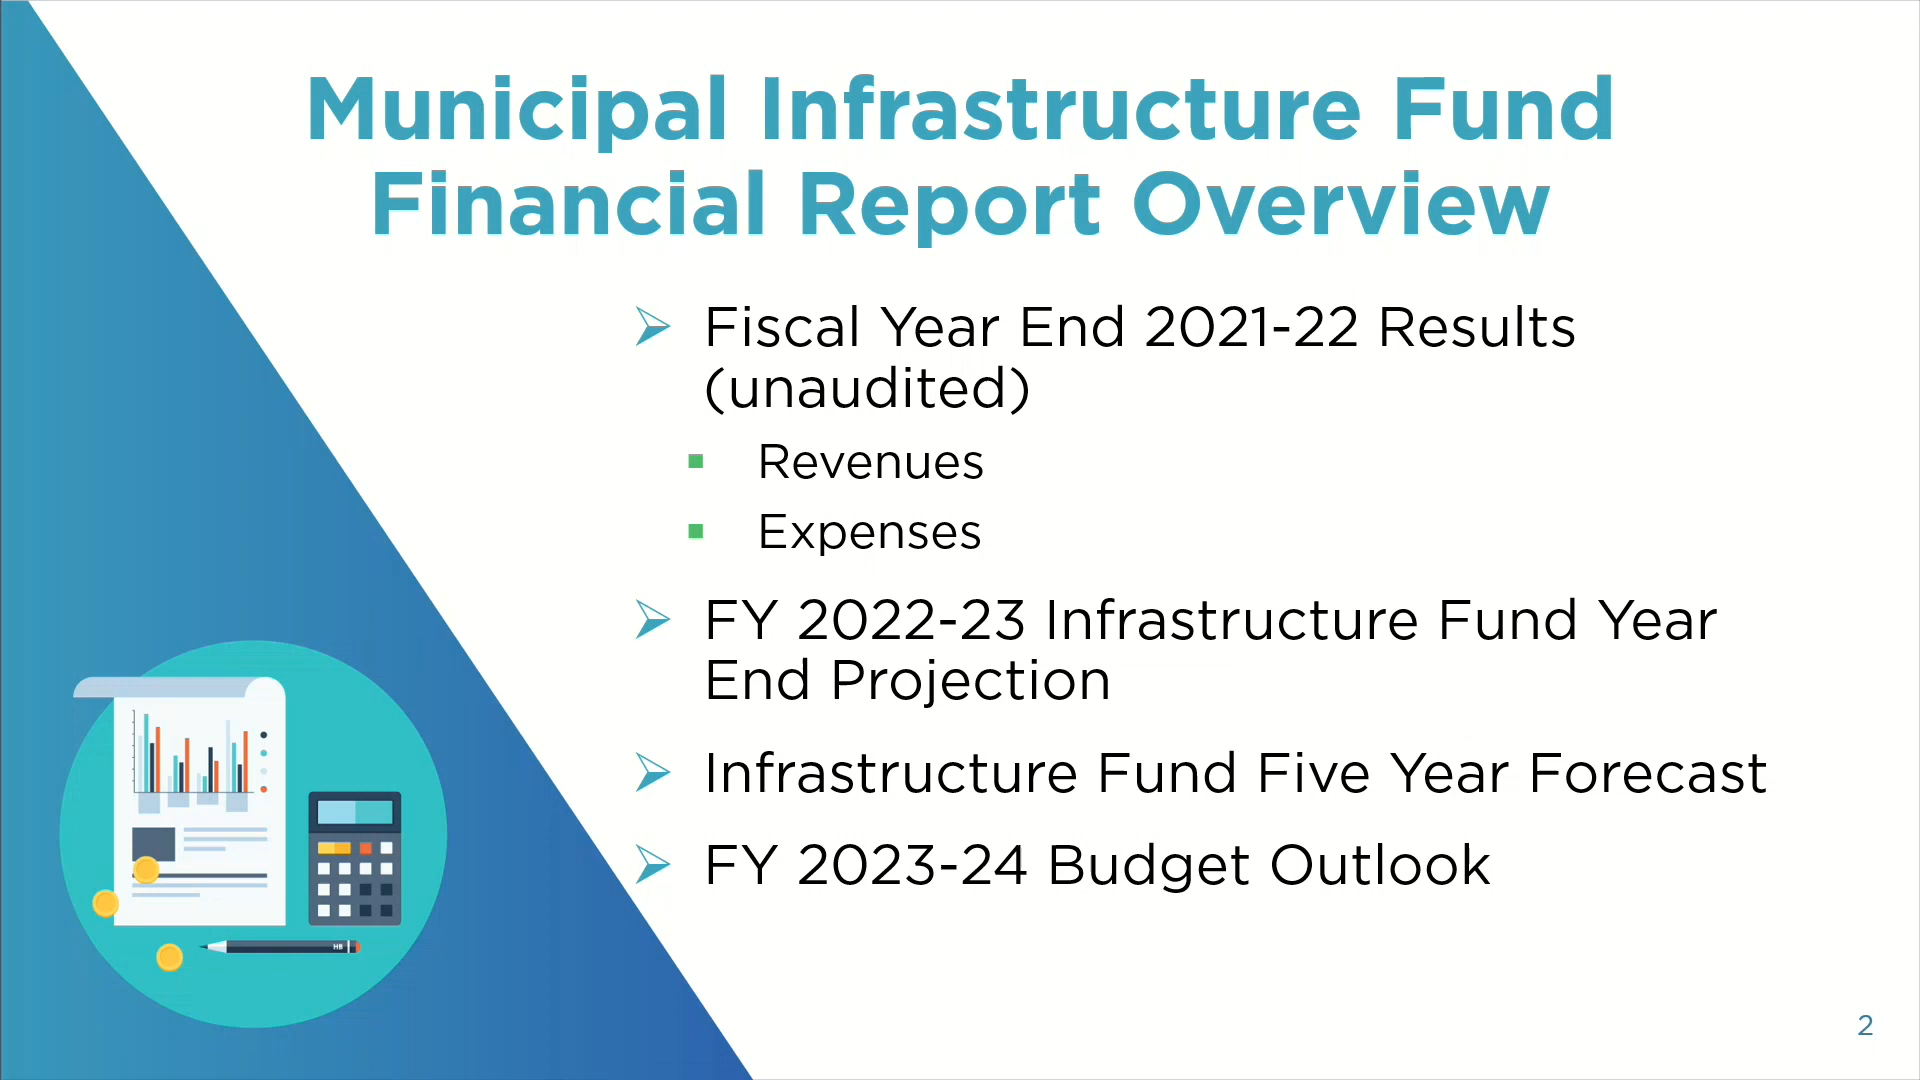 Municipal Infrastructure Fund
Financial Report Overview
Fiscal Year End 2021-22 Results
(unaudited)
Revenues
Expenses
FY 2022-23 Infrastructure Fund Year
End Projection
Infrastructure Fund Five Year Forecast
FY 2023-24 Budget Outlook
HB
2